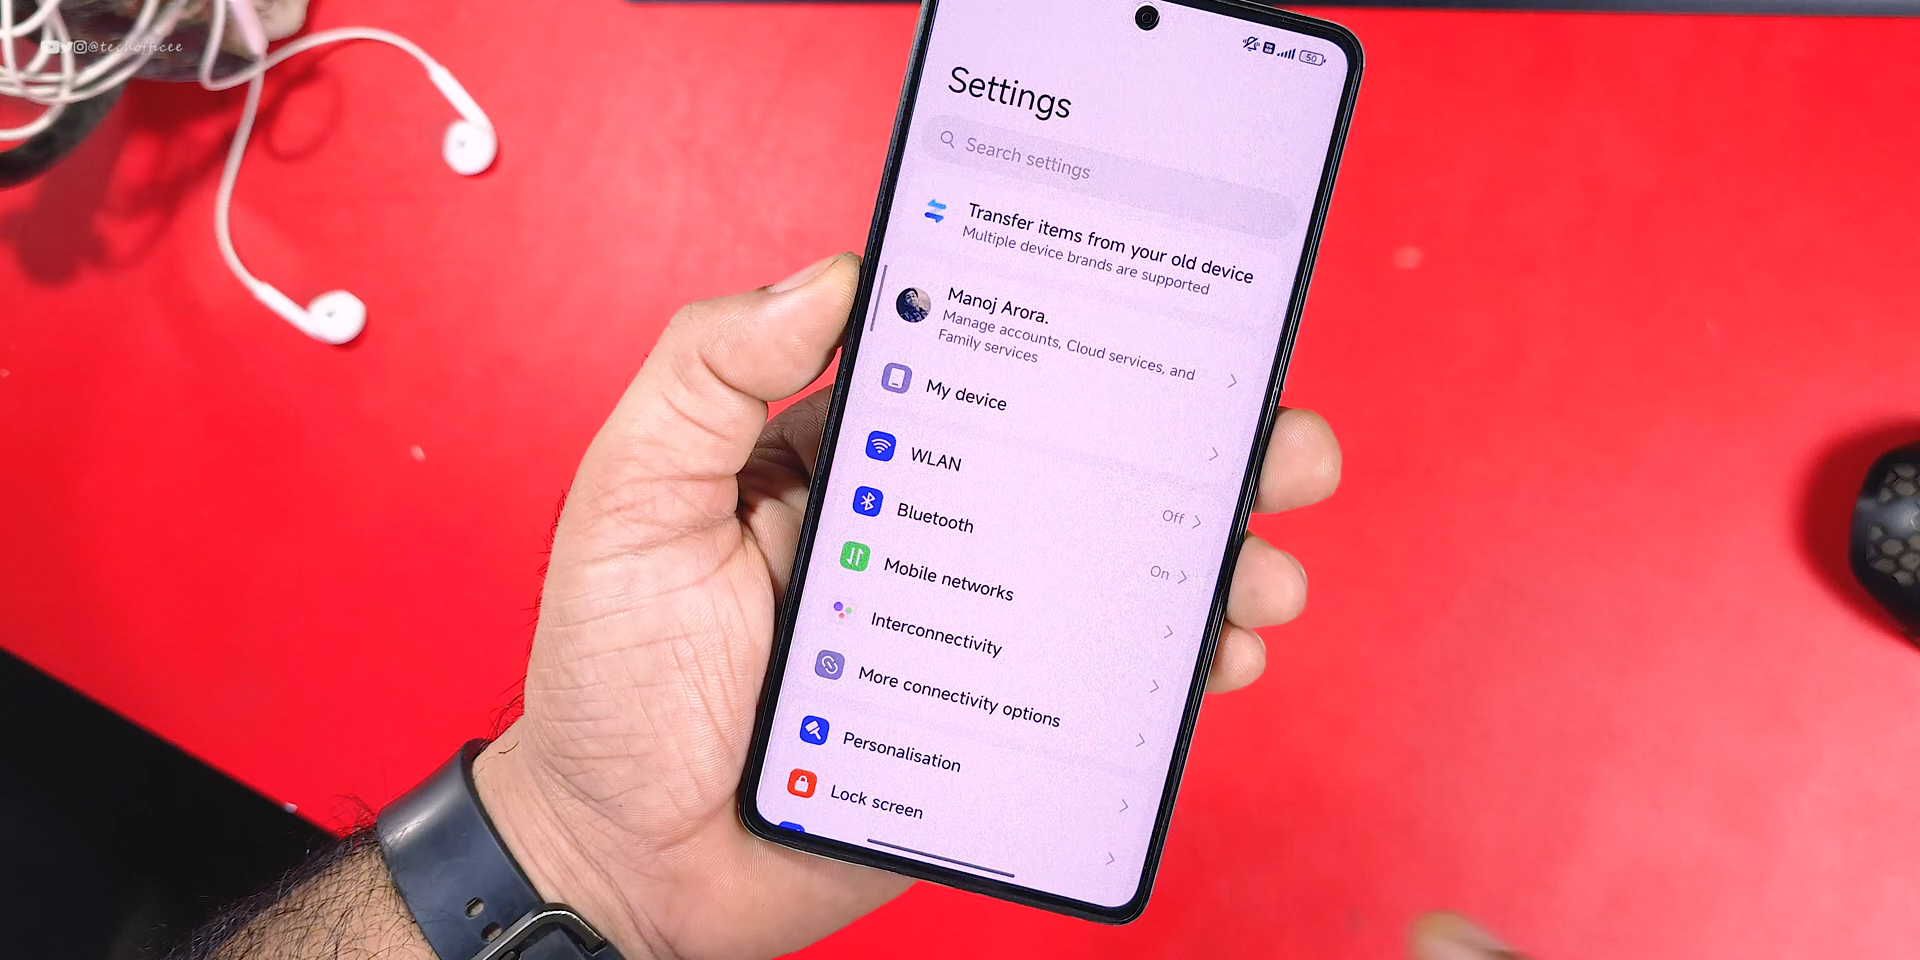 @techofficee
50
Settings
Search settings
Transfer items from your old device
Multiple device brands are supported
Manoj Arora.
Manage accounts, Cloud services, and
Family services
My device
WLAN
Off
Bluetooth
On
Mobile networks
Interconnectivity
More connectivity options
Personalisation
Lock screen